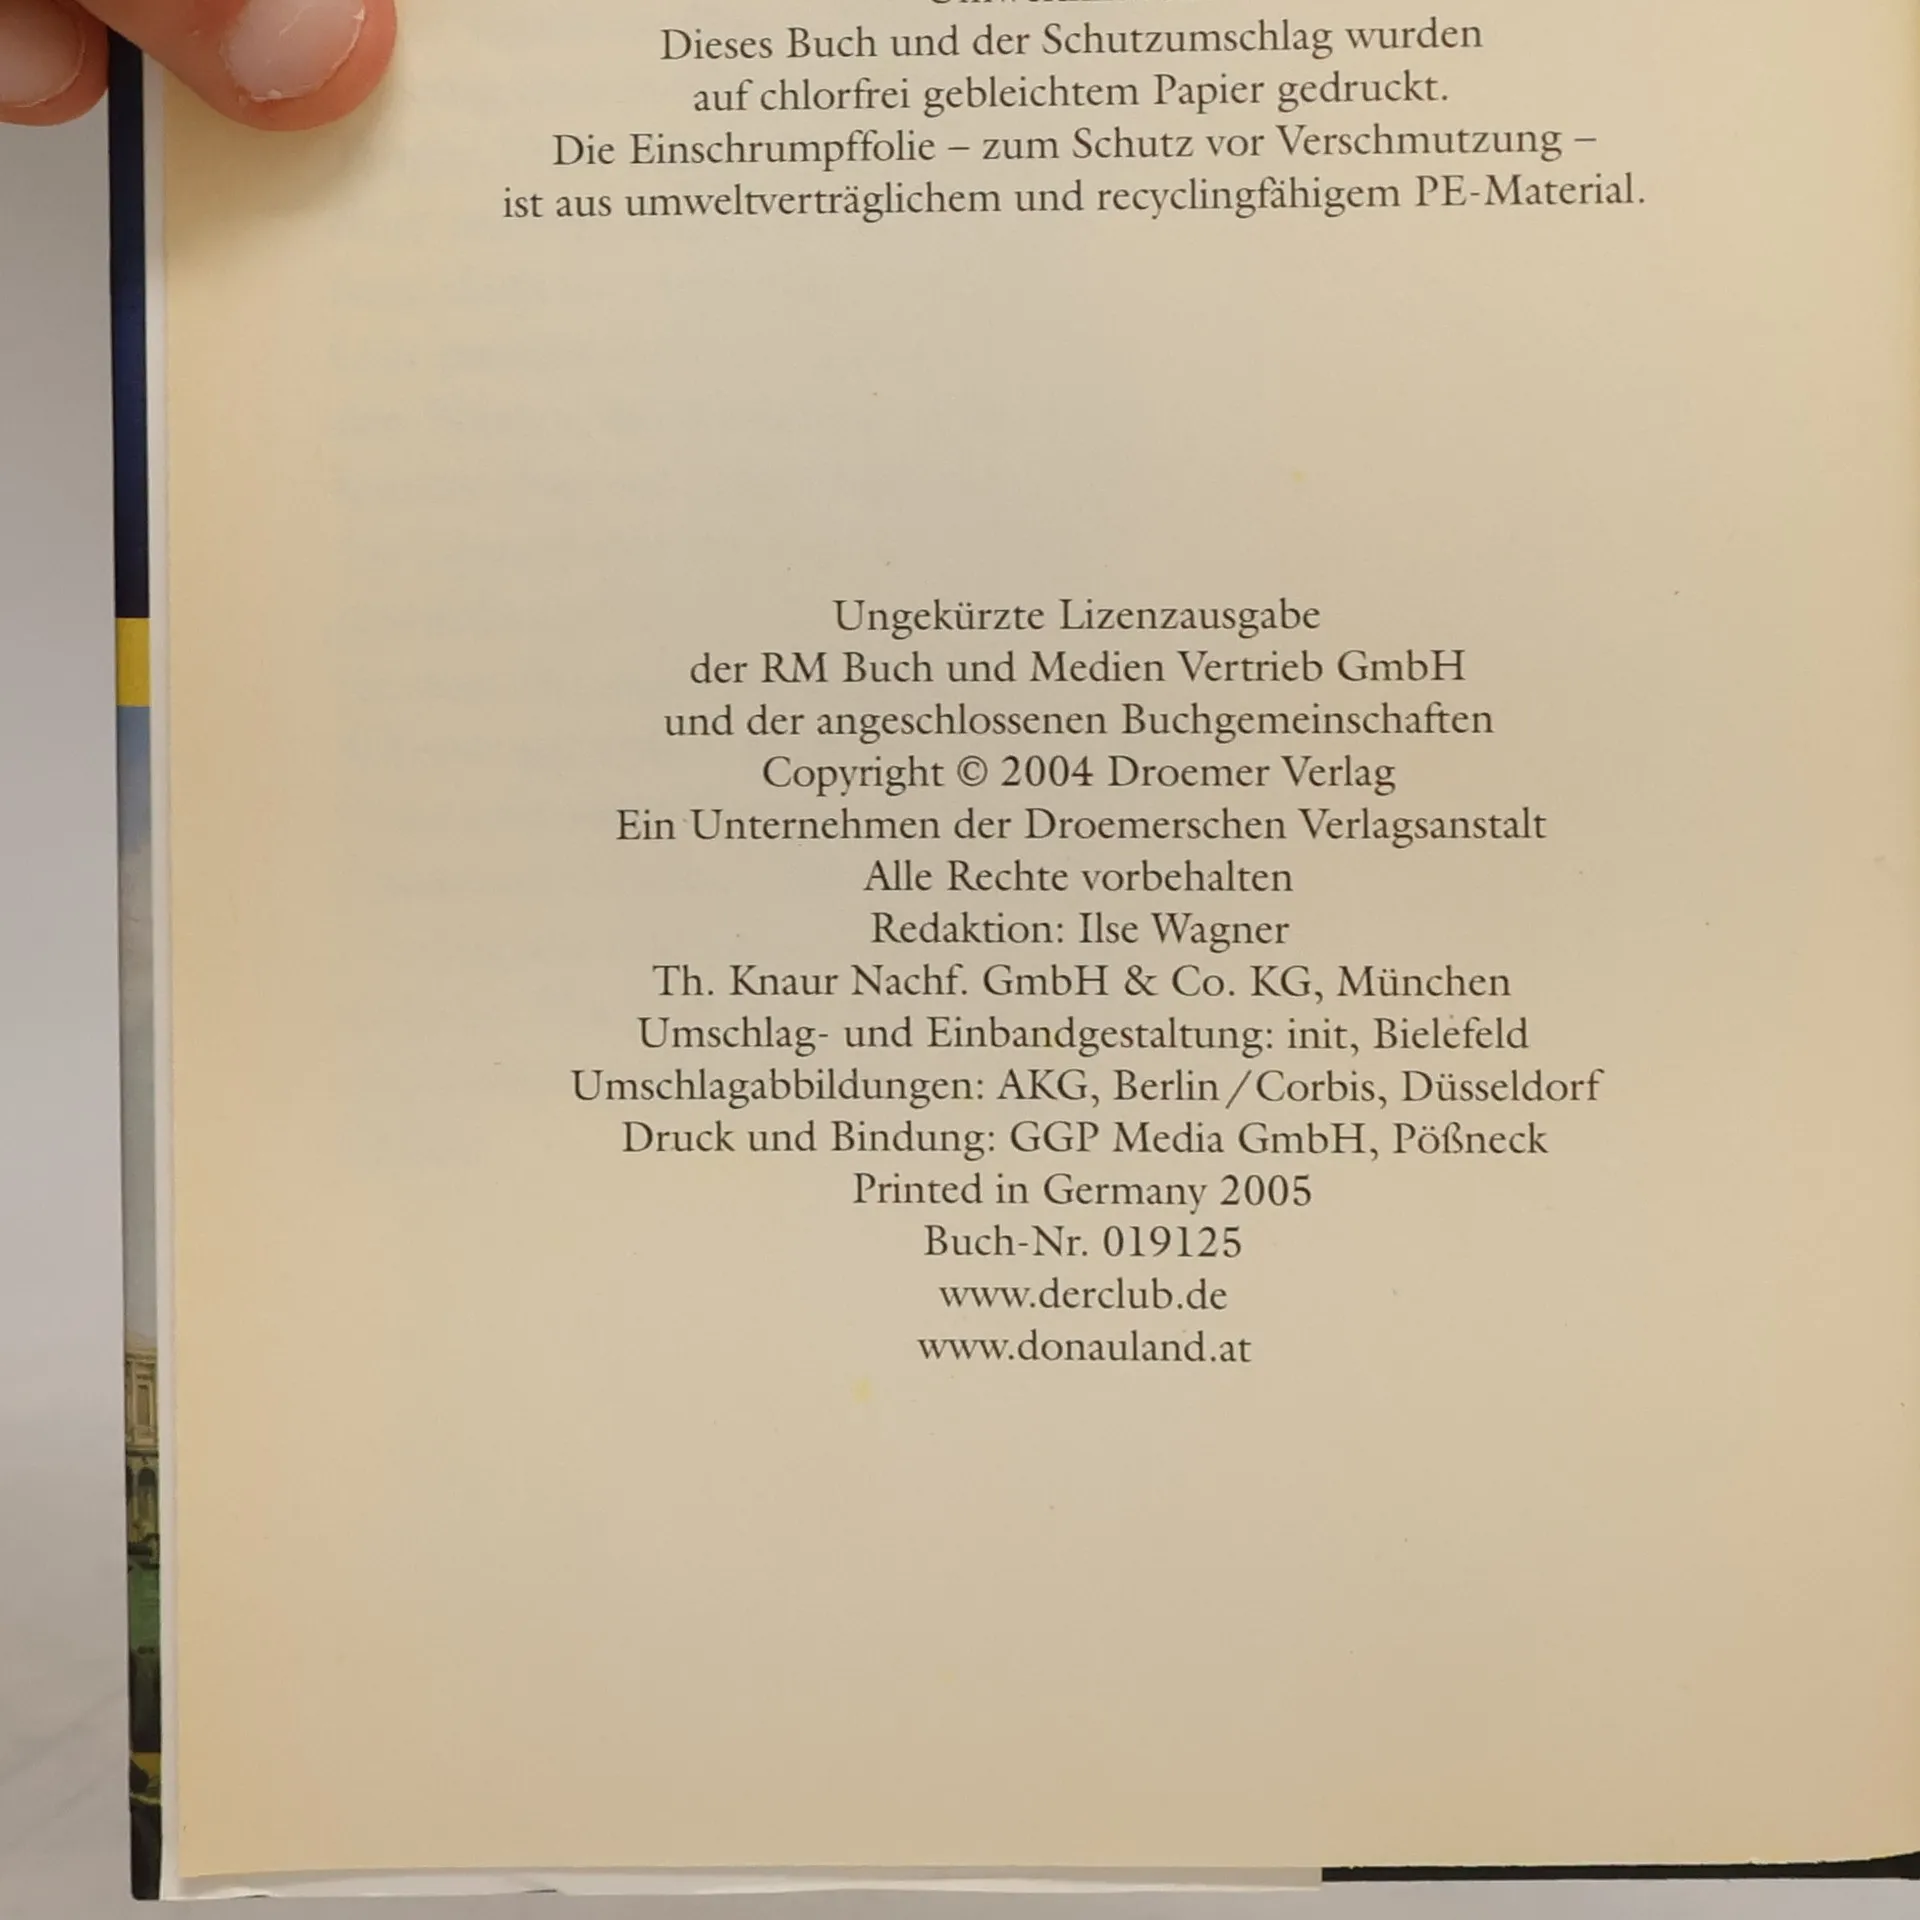 Dieses Buch und der Schutzumschlag wurden
auf chlorfrei gebleichtem Papier gedruckt.
Die Einschrumpffolie – zum Schutz vor Verschmutzung –
ist aus umweltverträglichem und recyclingfähigem PE-Material.
Ungekürzte Lizenzausgabe
der RM Buch und Medien Vertrieb GmbH
und der angeschlossenen Buchgemeinschaften
Copyright © 2004 Droemer Verlag
Ein Unternehmen der Droemerschen Verlagsanstalt
Alle Rechte vorbehalten
Redaktion: Ilse Wagner
Th. Knaur Nachf. GmbH & Co. KG, München
Umschlag- und Einbandgestaltung: init, Bielefeld
Umschlagabbildungen: AKG, Berlin/Corbis, Düsseldorf
Druck und Bindung: GGP Media GmbH, Pößneck
Printed in Germany 2005
Buch-Nr. 019125
www.derclub.de
www.donauland.at